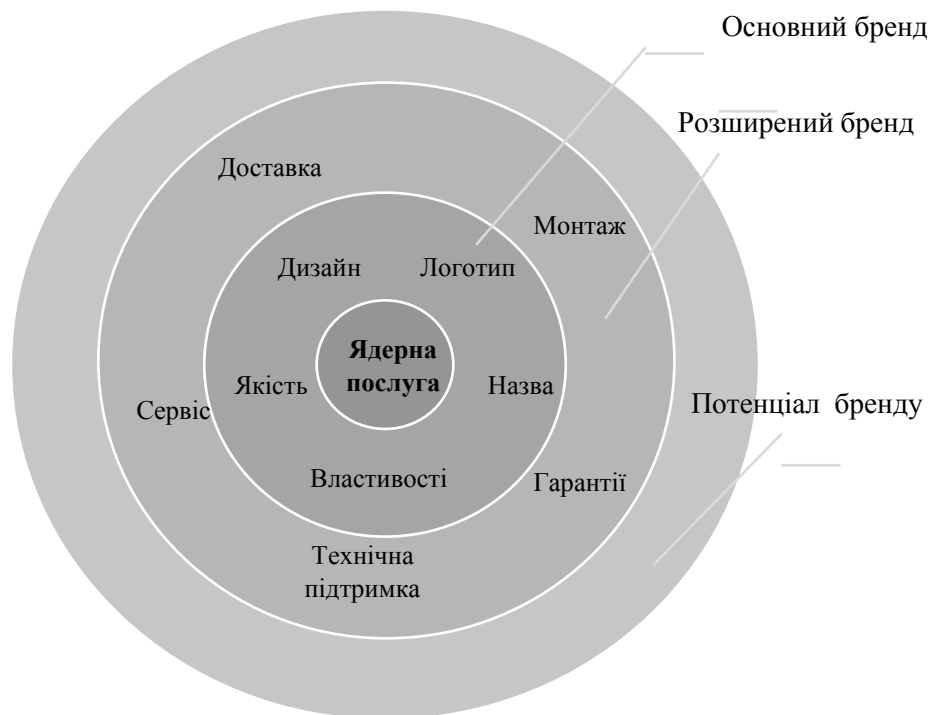 Основний бренд
Розширений бренд
Доставка
Монтаж
Дизайн
Логотип
Ядерна
послуга
Якість
Назва
Сервіс
Потенціал бренду
Властивості
Гарантії
Технічна
підтримка